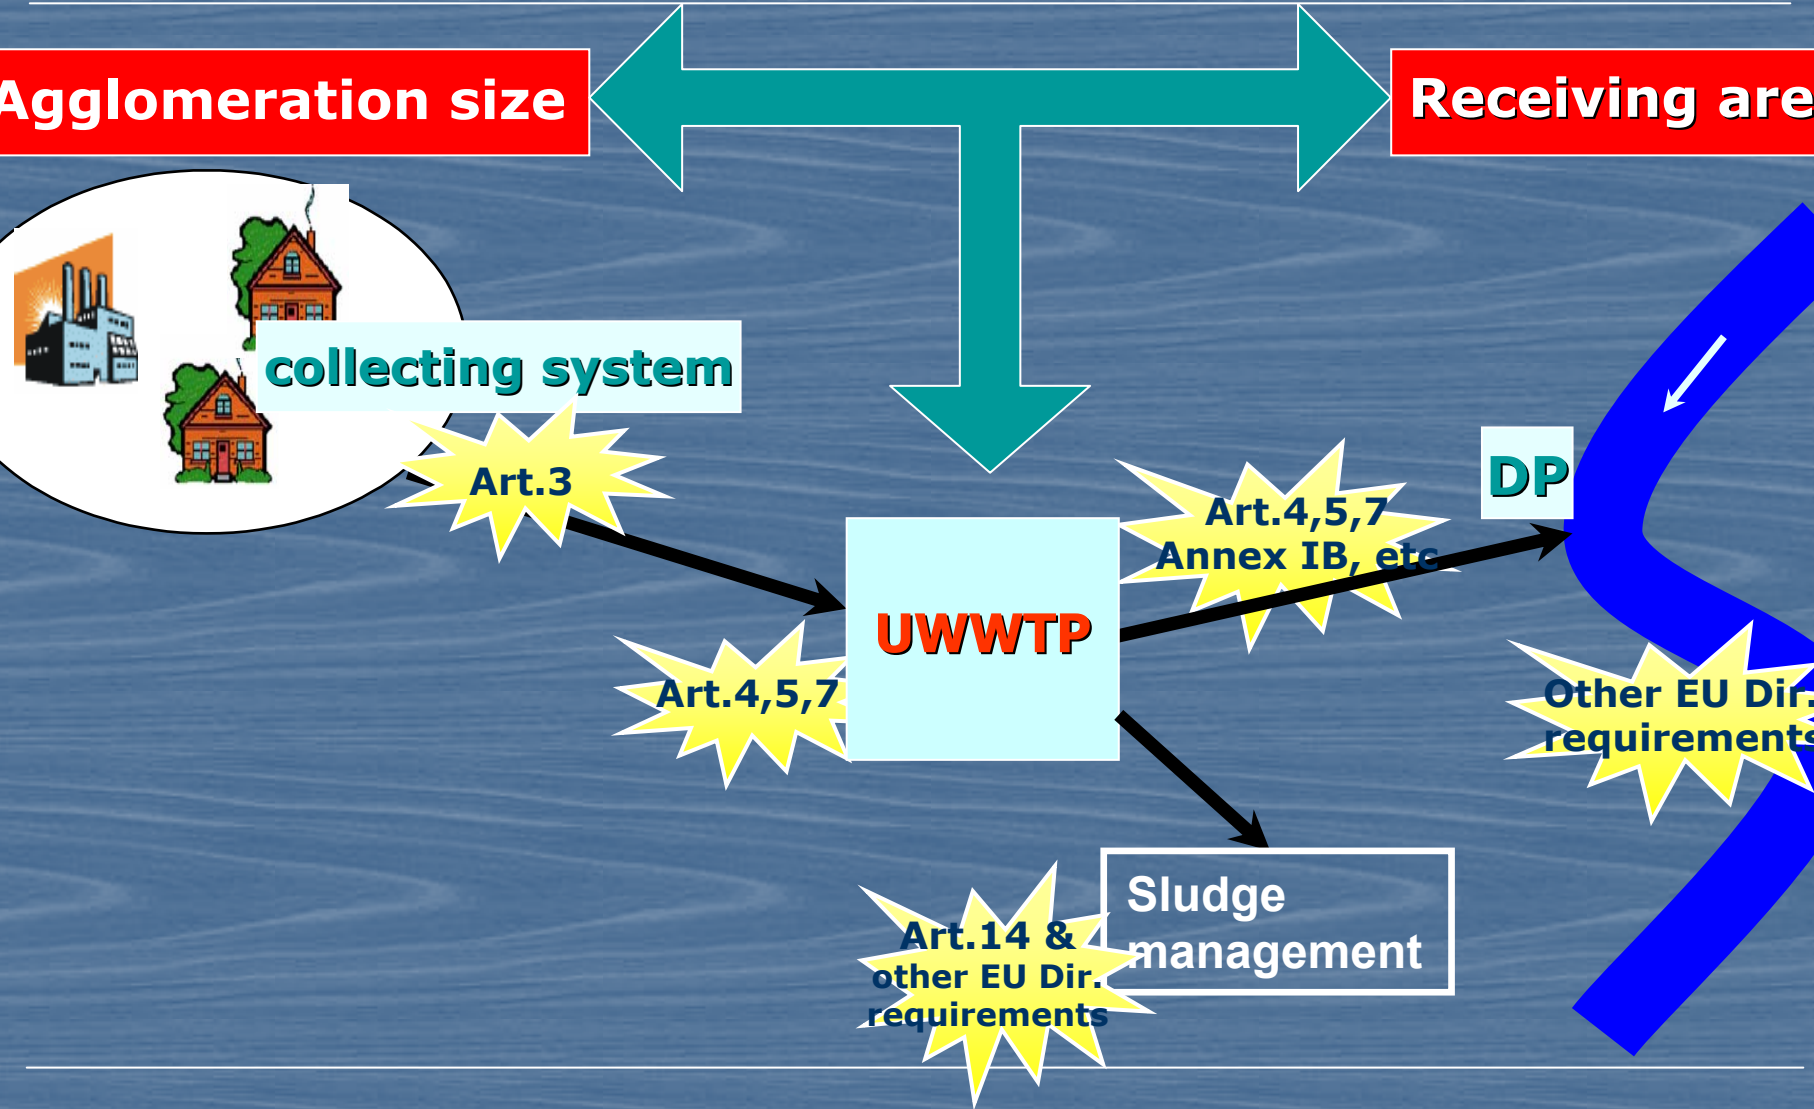 Agglomeration size
Receiving are
collecting system
Art.3
DP
Art.4,5,7
Annex IB, etc
UWWTP
Art.4,5,7
Other EU Dir.
requirements
Sludge
management
Art.14 &
other EU Dir.
requirements